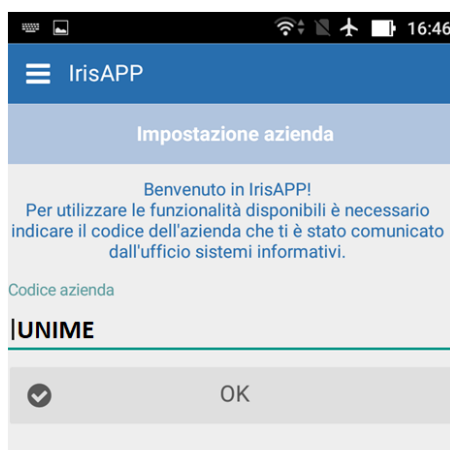 16:46
IrisAPP
Impostazione azienda
Benvenuto in IrisAPP!
Per utilizzare le funzionalità disponibili è necessario
indicare il codice dell'azienda che ti è stato comunicato
dall'ufficio sistemi informativi.
Codice azienda
UNIME
OK